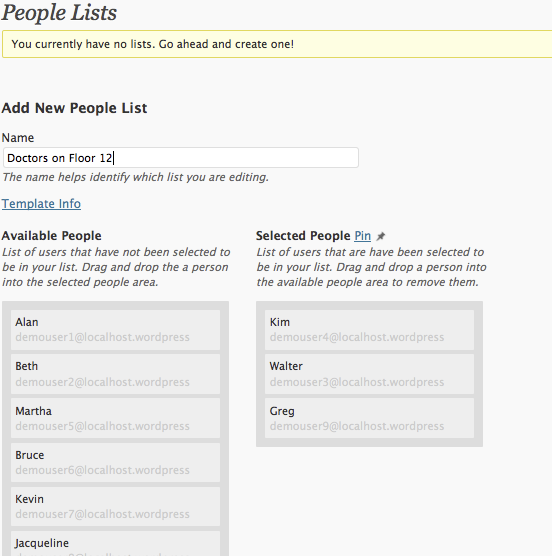 People Lists
You currently have no lists. Go ahead and create one!
Add New People List
Name
Doctors on Floor 12
The name helps identify which list you are editing.
Template Info
Available People
List of users that have not been selected to
be in your list. Drag and drop the a person
into the selected people area.
Alan
demouser1@localhost.wordpress
Beth
demouser2@localhost.wordpress
Martha
demouser5@localhost.wordpress
Bruce
demouser6@localhost.wordpress
Kevin
demouser7@localhost.wordpress
Jacqueline
Selected People Pin
List of users that are have been selected to
be in your list. Drag and drop a person into
the available people area to remove them.
Kim
demouser4@localhost.wordpress
Walter
demouser3@localhost.wordpress
Greg
demouser9@localhost.wordpress